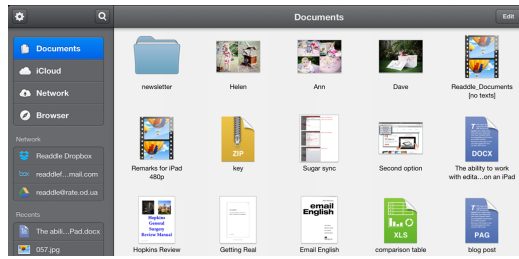 Documents
Edit
Documents
iCloud
Network
Browser
Network
Readdle Dropbox
box
readdlef...mail.com
readdle@rate.od.ua
Recents
The abili...Pad.docx
057.jpg
newsletter
Helen
Ann
Dave
Readdle_Documents
[no texts]
Remarks for iPad
480p
ZIP
key
Sugar sync
Second option
DOCX
The ability to work
with edita...on an iPad
Hopkins
General
Surgery
Review Manual
Hopkins Review
Getting Real
email
English
Email English
XLS
comparison table
PAG
blog post